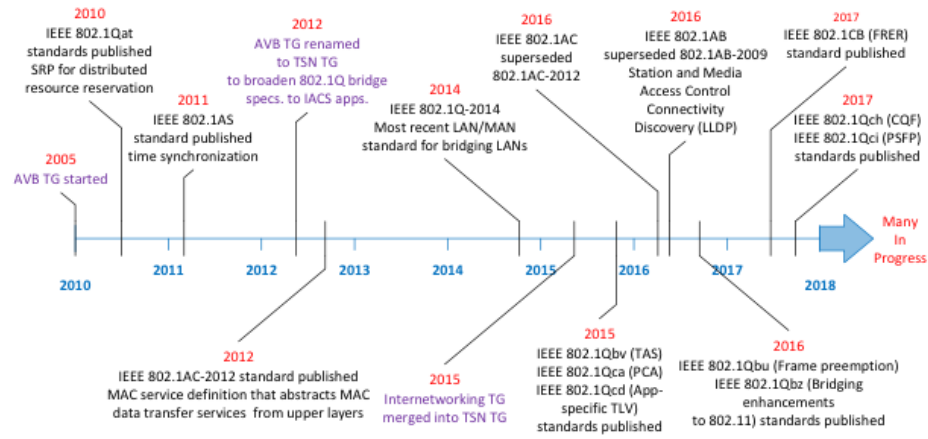 2010
IEEE 802.1Qat
standards published
SRP for distributed
resource reservation
2011
IEEE 802.1AS
standard published
time synchronization
2005
AVB TG started
2012
AVB TG renamed
to TSN TG
to broaden 802.1Q bridge
specs. to IACS apps.
2014
IEEE 802.1Q-2014
Most recent LAN/MAN
standard for bridging LANs
2016
IEEE 802.1AC
superseded
802.1AC-2012
2016
IEEE 802.1AB
superseded 802.1AB-2009
Station and Media
Access Control
Connectivity
Discovery (LLDP)
2017
IEEE 802.1CB (FRER)
standard published
2017
IEEE 802.1Qch (CQF)
IEEE 802.1Qci (PSFP)
standards published
Many
In
Progress
2010
2011
2012
2013
2014
2015
2016
2017
2018
2012
IEEE 802.1AC-2012 standard published
MAC service definition that abstracts MAC
data transfer services from upper layers
2015
Internetworking TG
merged into TSN TG
2015
IEEE 802.1Qbv (TAS)
IEEE 802.1Qca (PCA)
IEEE 802.1Qcd (App-
specific TLV)
standards published
2016
IEEE 802.1Qbu (Frame preemption)
IEEE 802.1Qbz (Bridging
enhancements
to 802.11) standards published